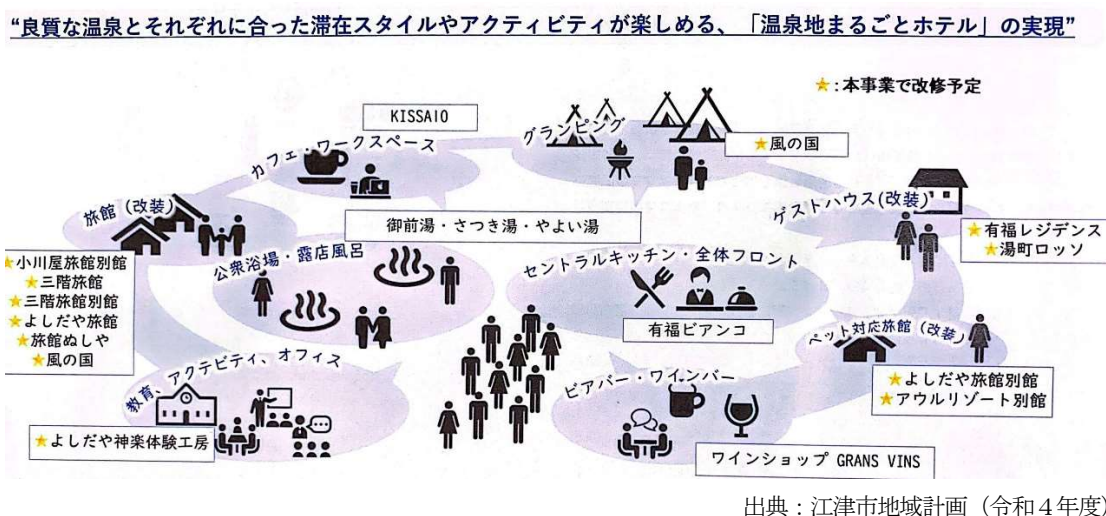 “良質な温泉とそれぞれに合った滞在スタイルやアクティビティが楽しめる、「温泉地まるごとホテル」の実現”
★:本事業で改修予定
KISSAIO
カフェ・ワークスペース
グランピング
★風の国
旅館(改装)
ゲストハウス(改装)
御前湯・さつき湯・やよい湯
★有福レジデンス
★湯町ロッソ
★小川屋旅館別館
★三階旅館
★三階旅館別館
★よしだや旅館
★旅館ぬしや
★風の国
公衆浴場・露店風呂
セントラルキッチン・全体フロント
有福ビアンコ
ペット対応旅館(改装)
★よしだや旅館別館
★アウルリゾート別館
教育、アクテビティ、オフィス
★よしだや神楽体験工房
ビアバー・ワインバー
ワインショップ GRANS VINS
出典:江津市地域計画(令和4年度)